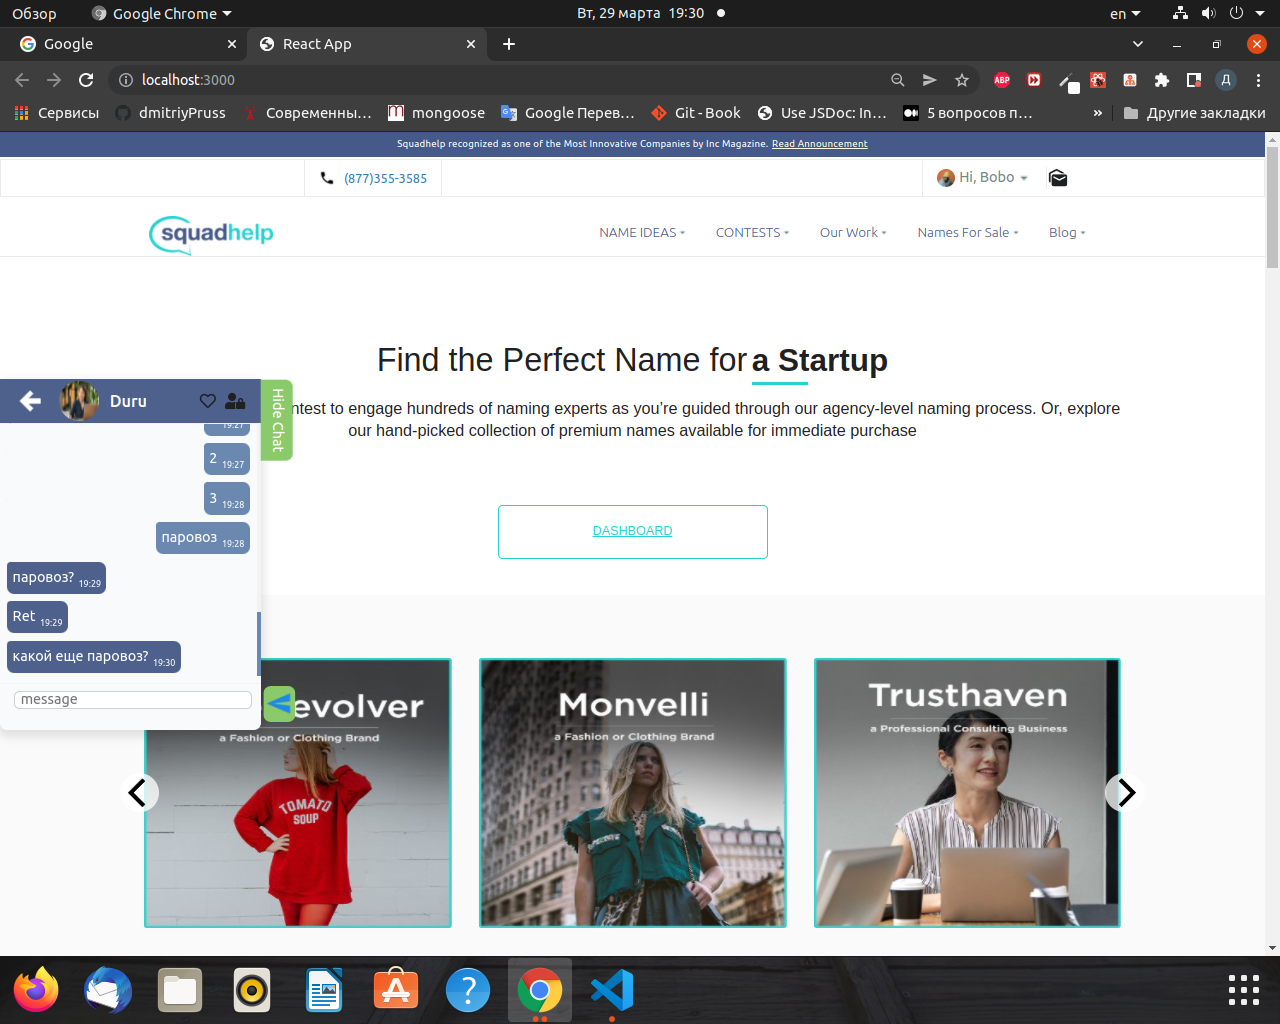 Обзор Google Chrome Вт, 29 марта 19:30 en
Google React App
localhost:3000 ABP Д
Сервисы dmitriyPruss Современны… mongoose Google Перев… Git - Book Use JSDoc: In… 5 вопросов п… » Другие закладки
Squadhelp recognized as one of the Most Innovative Companies by Inc Magazine. Read Announcement
(877)355-3585 Hi, Bobo
squadhelp NAME IDEAS CONTESTS Our Work Names For Sale Blog
Find the Perfect Name for a Startup
ntest to engage hundreds of naming experts as you’re guided through our agency-level naming process. Or, explore
our hand-picked collection of premium names available for immediate purchase
DASHBOARD
Duru
Hide Chat
19:27
2 19:27
3 19:28
паровоз 19:28
паровоз? 19:29
Ret 19:29
какой еще паровоз? 19:30
message
evolver
a Fashion or Clothing Brand
TOMATO
SOUP
Monvelli
a Fashion or Clothing Brand
Trusthaven
a Professional Consulting Business